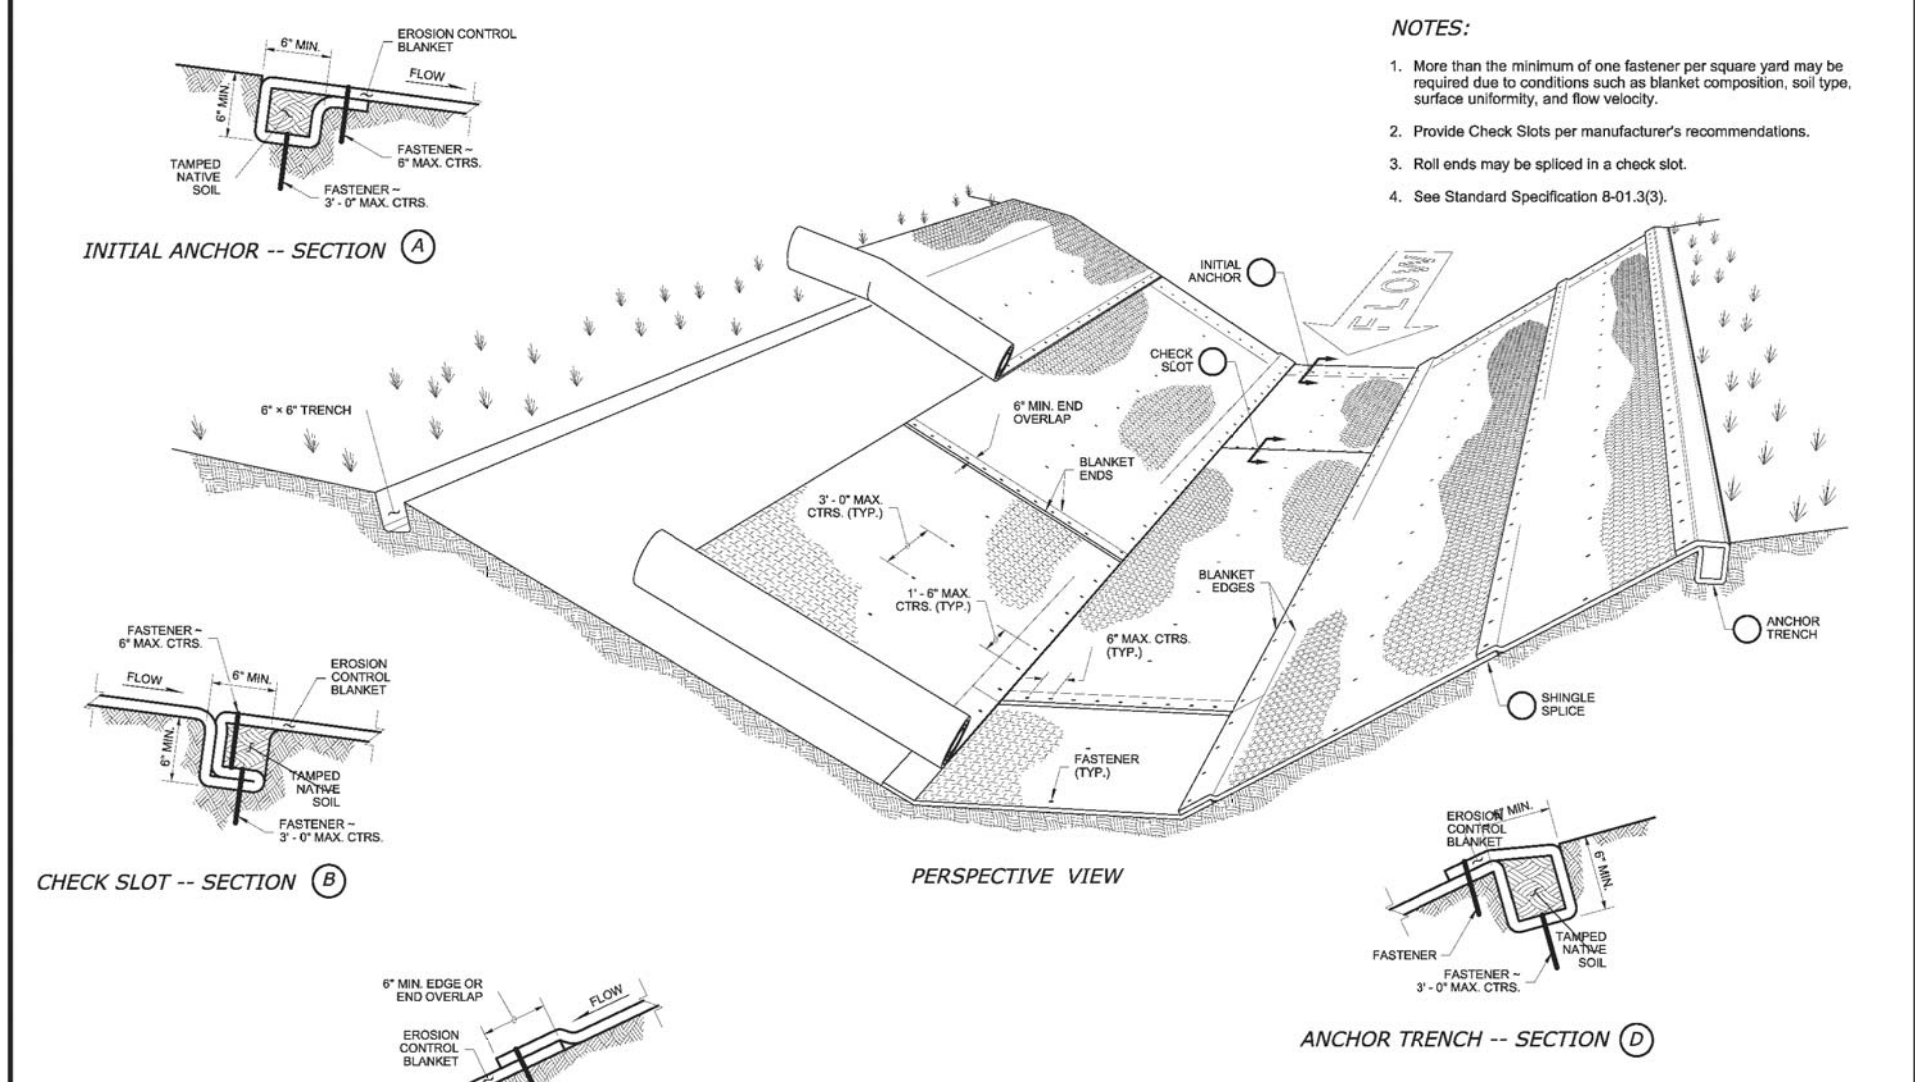 NOTES:
1. More than the minimum of one fastener per square yard may be
required due to conditions such as blanket composition, soil type,
surface uniformity, and flow velocity.
2. Provide Check Slots per manufacturer's recommendations.
3. Roll ends may be spliced in a check slot.
4. See Standard Specification 8-01.3(3).
6" MIN.
EROSION CONTROL
BLANKET
FLOW
6" MIN.
FASTENER ~
6" MAX. CTRS.
TAMPED
NATIVE
SOIL
FASTENER ~
3' - 0" MAX. CTRS.
INITIAL ANCHOR -- SECTION A
INITIAL
ANCHOR
FLOW
CHECK
SLOT
6" × 6" TRENCH
6" MIN. END
OVERLAP
BLANKET
ENDS
3' - 0" MAX.
CTRS. (TYP.)
1' - 6" MAX.
CTRS. (TYP.)
BLANKET
EDGES
6" MAX. CTRS.
(TYP.)
ANCHOR
TRENCH
SHINGLE
SPLICE
FASTENER
(TYP.)
PERSPECTIVE VIEW
FASTENER ~
6" MAX. CTRS.
FLOW
6" MIN.
EROSION
CONTROL
BLANKET
6" MIN.
TAMPED
NATIVE
SOIL
FASTENER ~
3' - 0" MAX. CTRS.
CHECK SLOT -- SECTION B
EROSION
CONTROL
BLANKET
6" MIN.
6" MIN.
TAMPED
NATIVE
SOIL
FASTENER
FASTENER ~
3' - 0" MAX. CTRS.
ANCHOR TRENCH -- SECTION D
6" MIN. EDGE OR
END OVERLAP
FLOW
EROSION
CONTROL
BLANKET